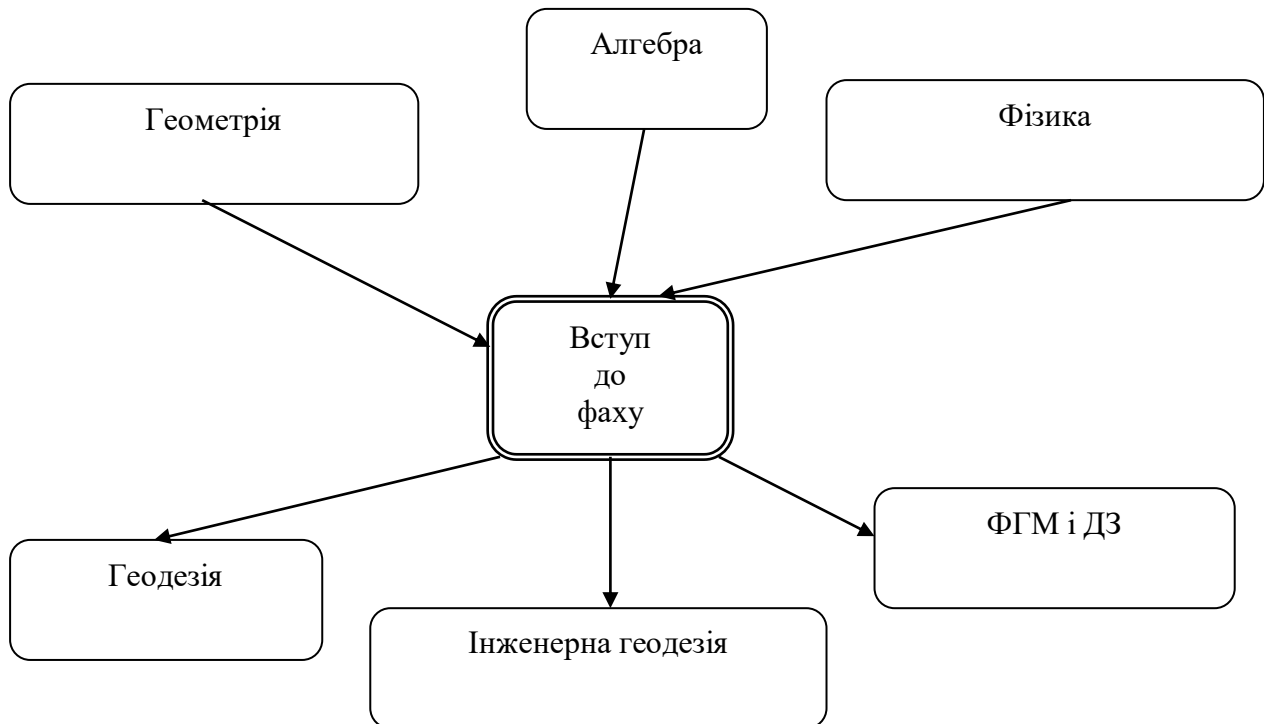 Алгебра
Геометрія
Фізика
Вступ
до
фаху
ФГМ і ДЗ
Геодезія
Інженерна геодезія